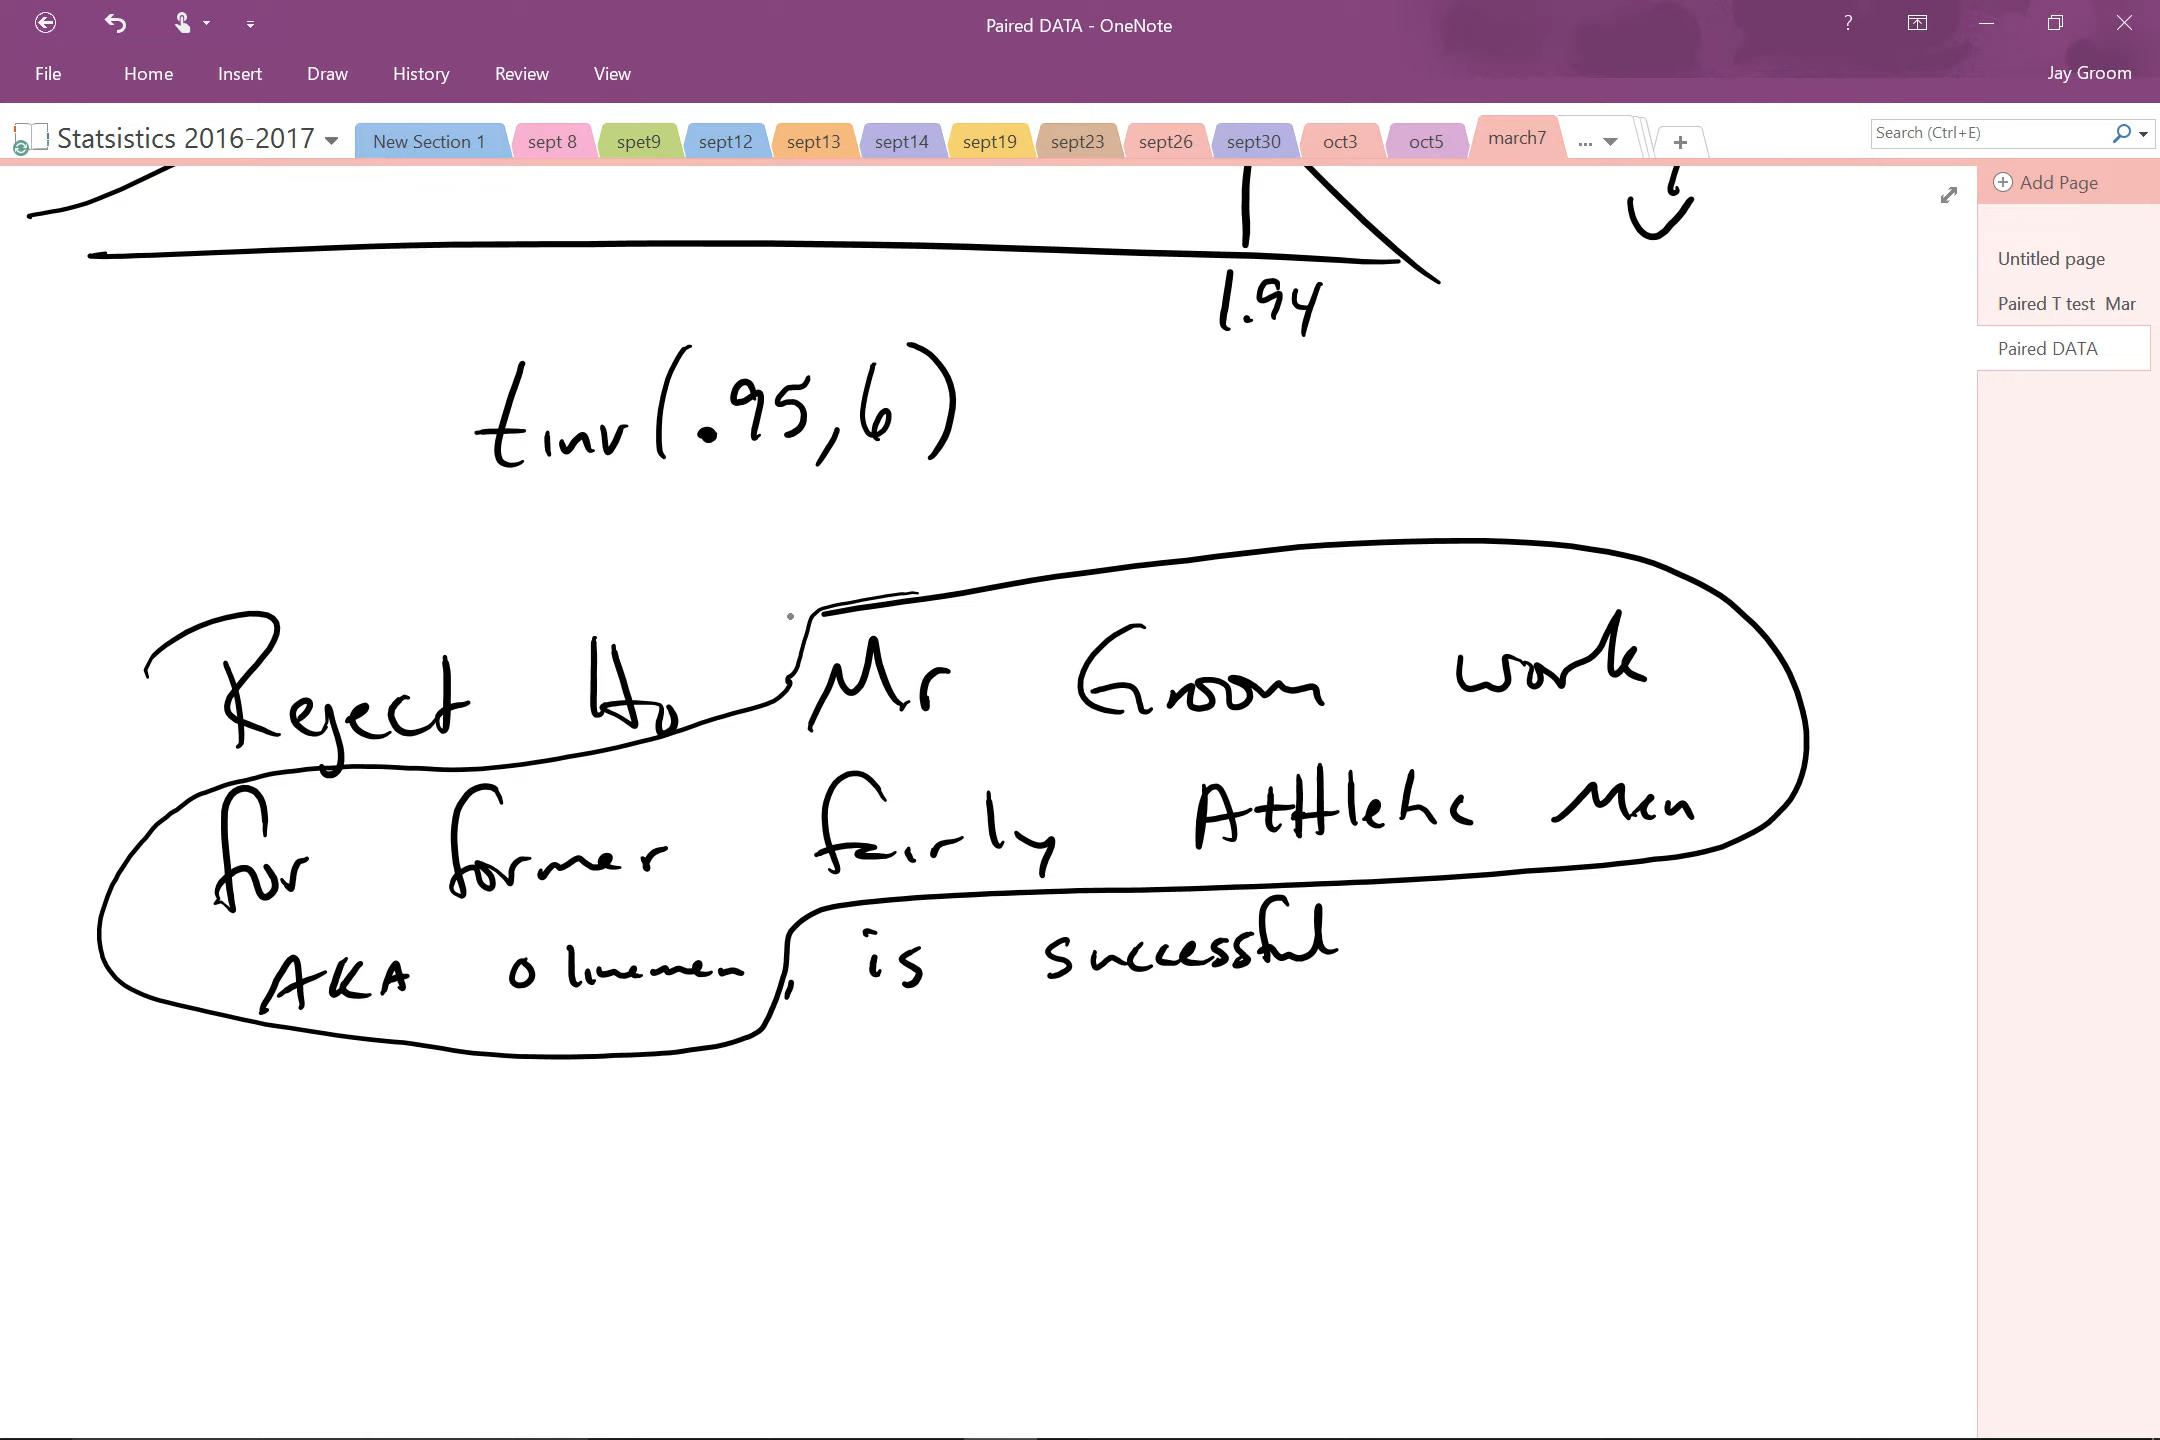 Paired DATA - OneNote
?
File Home Insert Draw History Review View
Jay Groom
Statsistics 2016-2017
New Section 1 sept 8 spet9 sept12 sept13 sept14 sept19 sept23 sept26 sept30 oct3 oct5 march7 ... +
Search (Ctrl+E)
Add Page
Untitled page
Paired T test Mar
Paired DATA
1.94
tinv(.95,6)
Reject Ho Mr Groom work
for former fairly AtHletic Men
AKA o linemen, is successful